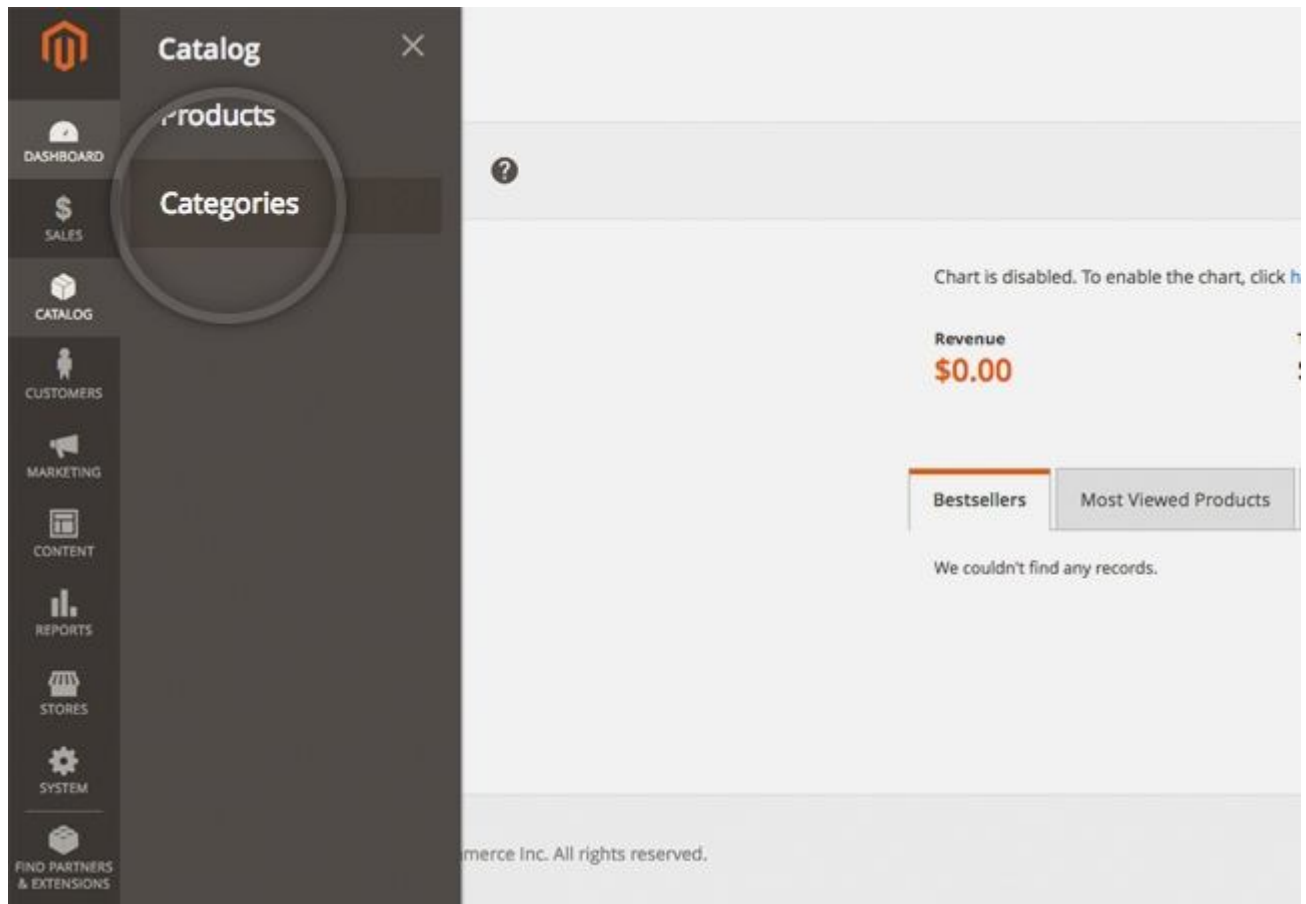 Catalog
Products
Categories
DASHBOARD
$
SALES
CATALOG
CUSTOMERS
MARKETING
CONTENT
REPORTS
STORES
SYSTEM
FIND PARTNERS
& EXTENSIONS
?
Chart is disabled. To enable the chart, click
Revenue
$0.00
Bestsellers
Most Viewed Products
We couldn't find any records.
Inc. All rights reserved.